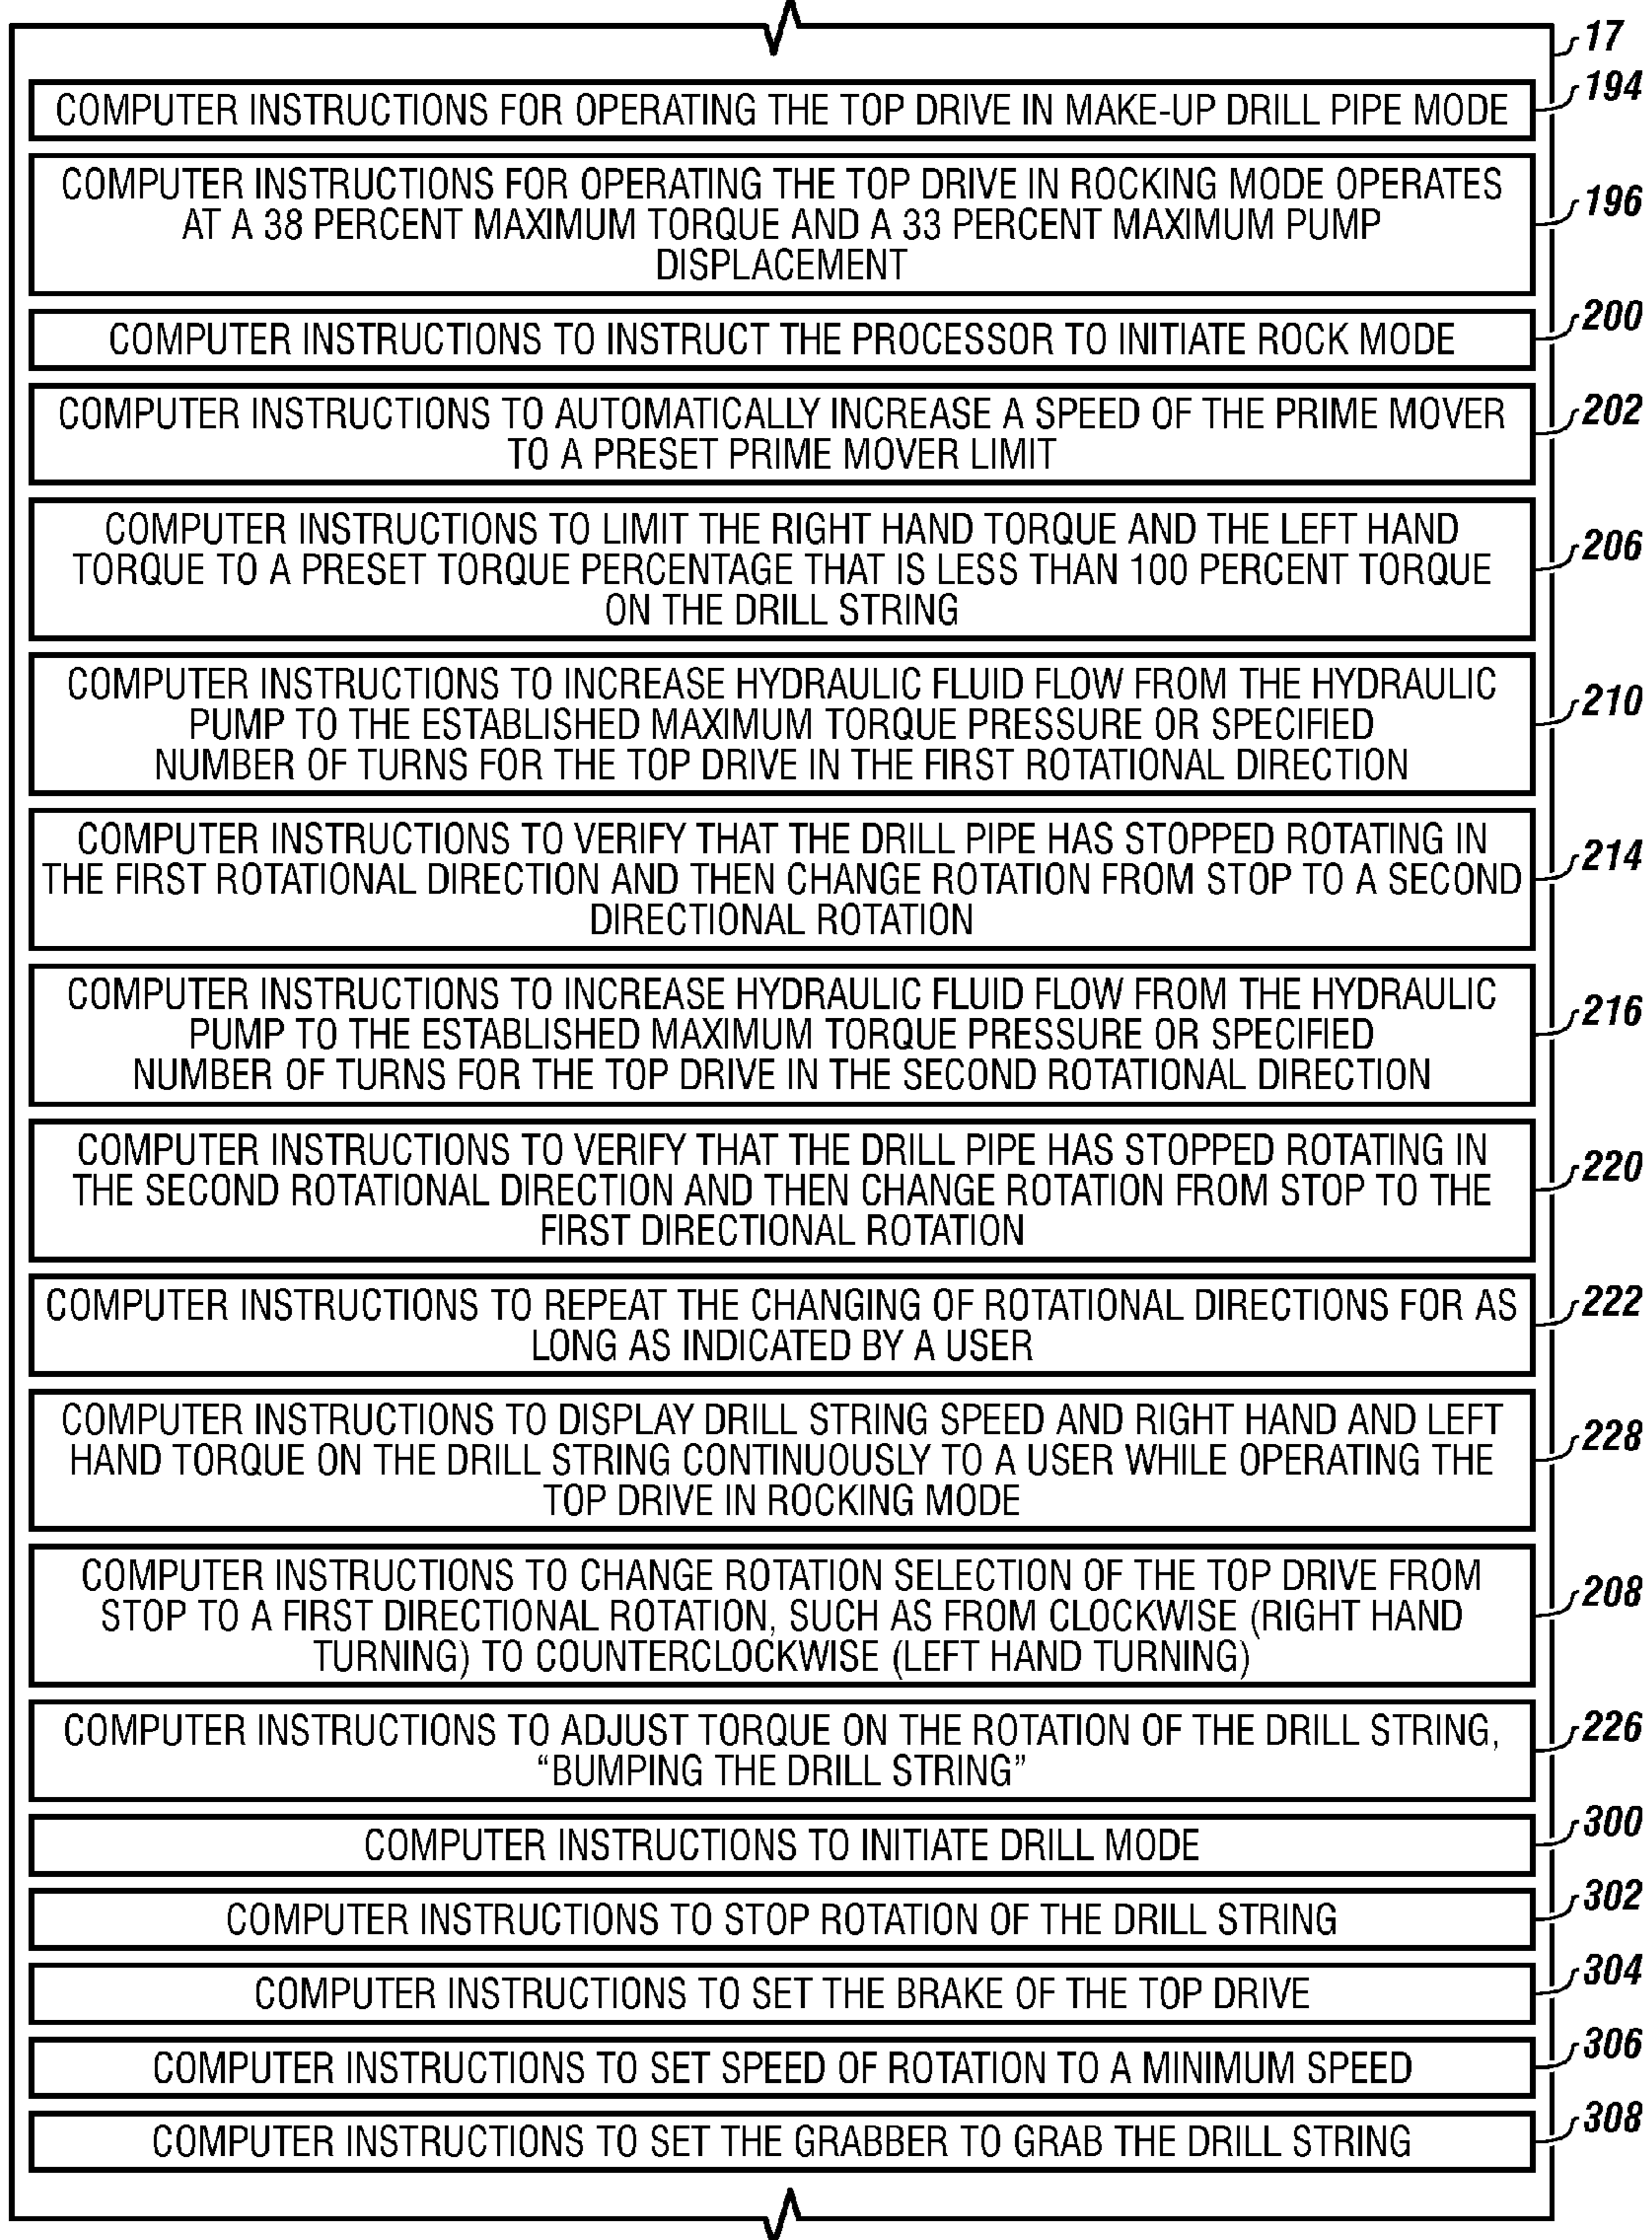 17
COMPUTER INSTRUCTIONS FOR OPERATING THE TOP DRIVE IN MAKE-UP DRILL PIPE MODE
194
COMPUTER INSTRUCTIONS FOR OPERATING THE TOP DRIVE IN ROCKING MODE OPERATES
AT A 38 PERCENT MAXIMUM TORQUE AND A 33 PERCENT MAXIMUM PUMP
DISPLACEMENT
196
COMPUTER INSTRUCTIONS TO INSTRUCT THE PROCESSOR TO INITIATE ROCK MODE
200
COMPUTER INSTRUCTIONS TO AUTOMATICALLY INCREASE A SPEED OF THE PRIME MOVER
TO A PRESET PRIME MOVER LIMIT
202
COMPUTER INSTRUCTIONS TO LIMIT THE RIGHT HAND TORQUE AND THE LEFT HAND
TORQUE TO A PRESET TORQUE PERCENTAGE THAT IS LESS THAN 100 PERCENT TORQUE
ON THE DRILL STRING
206
COMPUTER INSTRUCTIONS TO INCREASE HYDRAULIC FLUID FLOW FROM THE HYDRAULIC
PUMP TO THE ESTABLISHED MAXIMUM TORQUE PRESSURE OR SPECIFIED
NUMBER OF TURNS FOR THE TOP DRIVE IN THE FIRST ROTATIONAL DIRECTION
210
COMPUTER INSTRUCTIONS TO VERIFY THAT THE DRILL PIPE HAS STOPPED ROTATING IN
THE FIRST ROTATIONAL DIRECTION AND THEN CHANGE ROTATION FROM STOP TO A SECOND
DIRECTIONAL ROTATION
214
COMPUTER INSTRUCTIONS TO INCREASE HYDRAULIC FLUID FLOW FROM THE HYDRAULIC
PUMP TO THE ESTABLISHED MAXIMUM TORQUE PRESSURE OR SPECIFIED
NUMBER OF TURNS FOR THE TOP DRIVE IN THE SECOND ROTATIONAL DIRECTION
216
COMPUTER INSTRUCTIONS TO VERIFY THAT THE DRILL PIPE HAS STOPPED ROTATING IN
THE SECOND ROTATIONAL DIRECTION AND THEN CHANGE ROTATION FROM STOP TO THE
FIRST DIRECTIONAL ROTATION
220
COMPUTER INSTRUCTIONS TO REPEAT THE CHANGING OF ROTATIONAL DIRECTIONS FOR AS
LONG AS INDICATED BY A USER
222
COMPUTER INSTRUCTIONS TO DISPLAY DRILL STRING SPEED AND RIGHT HAND AND LEFT
HAND TORQUE ON THE DRILL STRING CONTINUOUSLY TO A USER WHILE OPERATING THE
TOP DRIVE IN ROCKING MODE
228
COMPUTER INSTRUCTIONS TO CHANGE ROTATION SELECTION OF THE TOP DRIVE FROM
STOP TO A FIRST DIRECTIONAL ROTATION, SUCH AS FROM CLOCKWISE (RIGHT HAND
TURNING) TO COUNTERCLOCKWISE (LEFT HAND TURNING)
208
COMPUTER INSTRUCTIONS TO ADJUST TORQUE ON THE ROTATION OF THE DRILL STRING,
“BUMPING THE DRILL STRING”
226
COMPUTER INSTRUCTIONS TO INITIATE DRILL MODE
300
COMPUTER INSTRUCTIONS TO STOP ROTATION OF THE DRILL STRING
302
COMPUTER INSTRUCTIONS TO SET THE BRAKE OF THE TOP DRIVE
304
COMPUTER INSTRUCTIONS TO SET SPEED OF ROTATION TO A MINIMUM SPEED
306
COMPUTER INSTRUCTIONS TO SET THE GRABBER TO GRAB THE DRILL STRING
308